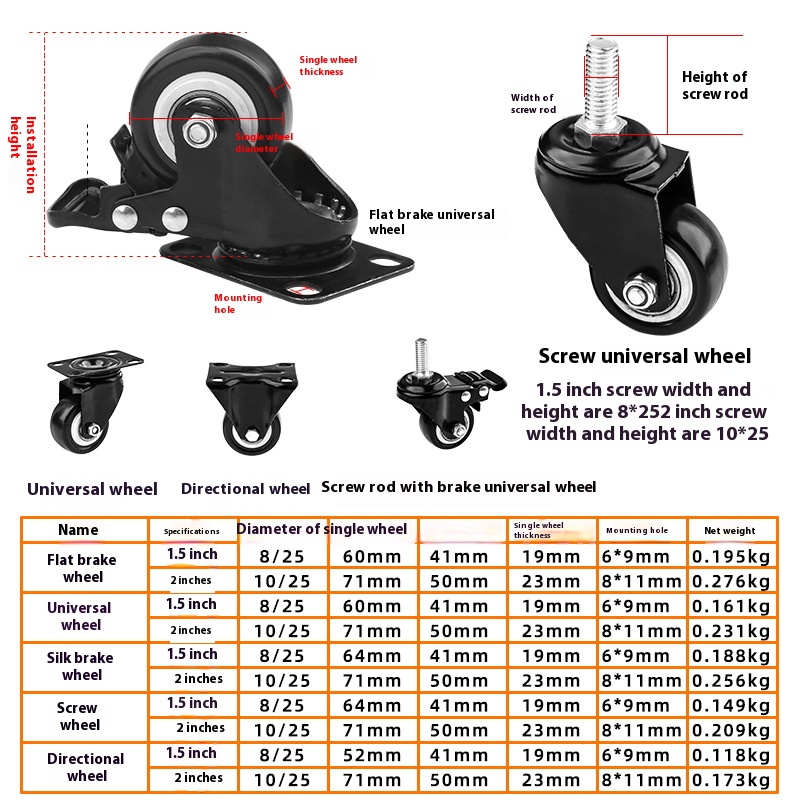 Single wheel
thickness
Installation
height
Single wheel
diameter
Flat brake universal
wheel
Mounting
hole
Width of
screw rod
Height of
screw rod
Screw universal wheel
1.5 inch screw width and
height are 8*252 inch screw
width and height are 10*25
Universal wheel
Directional wheel
Screw rod with brake universal wheel
Name Specifications Diameter of single wheel Single wheel thickness Mounting hole Net weight
Flat brake wheel 1.5 inch 8/25 60mm 41mm 19mm 6*9mm 0.195kg
2 inches 10/25 71mm 50mm 23mm 8*11mm 0.276kg
Universal wheel 1.5 inch 8/25 60mm 41mm 19mm 6*9mm 0.161kg
2 inches 10/25 71mm 50mm 23mm 8*11mm 0.231kg
Silk brake wheel 1.5 inch 8/25 64mm 41mm 19mm 6*9mm 0.188kg
2 inches 10/25 71mm 50mm 23mm 8*11mm 0.256kg
Screw wheel 1.5 inch 8/25 64mm 41mm 19mm 6*9mm 0.149kg
2 inches 10/25 71mm 50mm 23mm 8*11mm 0.209kg
Directional wheel 1.5 inch 8/25 52mm 41mm 19mm 6*9mm 0.118kg
2 inches 10/25 71mm 50mm 23mm 8*11mm 0.173kg